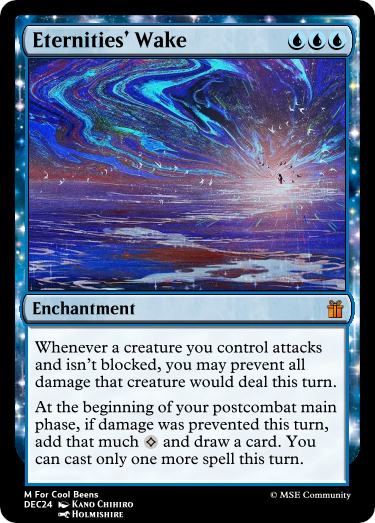 Eternities' Wake
Enchantment
Whenever a creature you control attacks
and isn't blocked, you may prevent all
damage that creature would deal this turn.
At the beginning of your postcombat main
phase, if damage was prevented this turn,
add that much and draw a card. You
can cast only one more spell this turn.
M For Cool Beens
DEC24 Kano Chihiro
Holmishire
© MSE Community